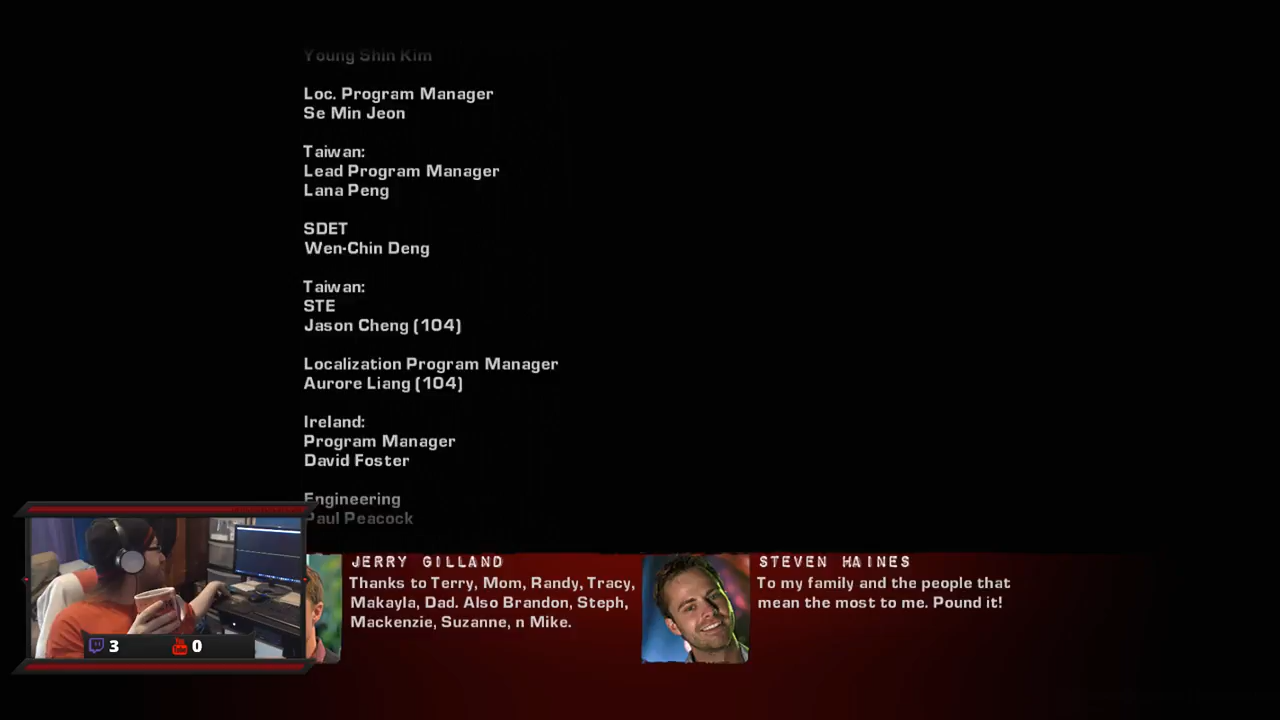 Young Shin Kim
Loc. Program Manager
Se Min Jeon
Taiwan:
Lead Program Manager
Lana Peng
SDET
Wen-Chin Deng
Taiwan:
STE
Jason Cheng (104)
Localization Program Manager
Aurore Liang (104)
Ireland:
Program Manager
David Foster
Engineering
Paul Peacock
JERRY GILLAND
Thanks to Terry, Mom, Randy, Tracy,
Makayla, Dad. Also Brandon, Steph,
Mackenzie, Suzanne, n Mike.
STEVEN HAINES
To my family and the people that
mean the most to me. Pound it!
3
You Tube
0